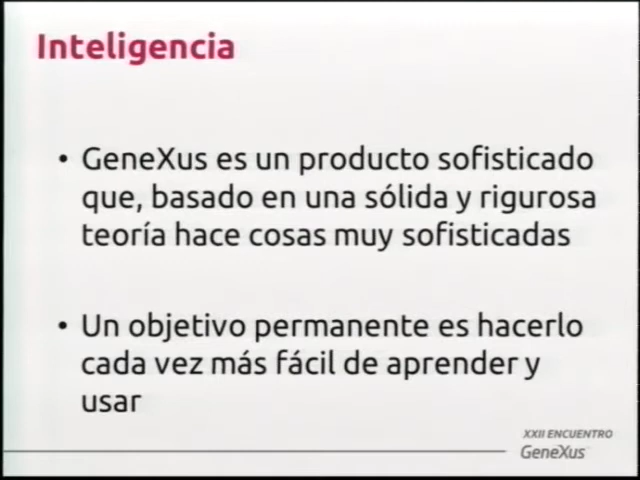 Inteligencia
• GeneXus es un producto sofisticado
que, basado en una sólida y rigurosa
teoría hace cosas muy sofisticadas
• Un objetivo permanente es hacerlo
cada vez más fácil de aprender y
usar
XXII ENCUENTRO
GeneXus